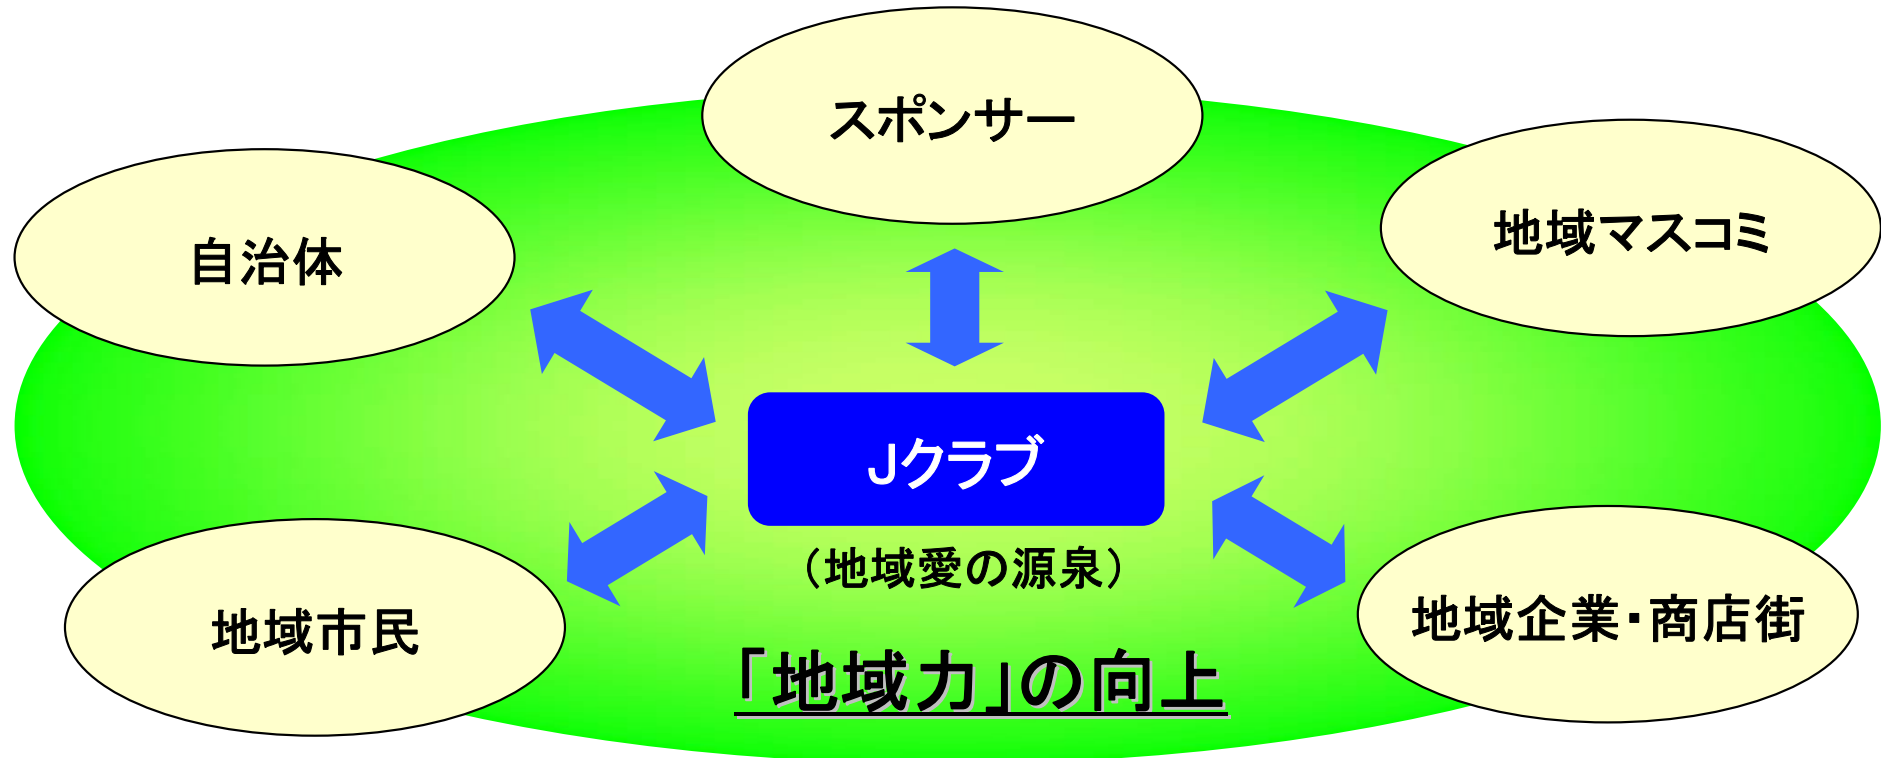 スポンサー
地域マスコミ
自治体
Jクラブ
(地域愛の源泉)
地域市民
地域企業・商店街
「地域力」の向上